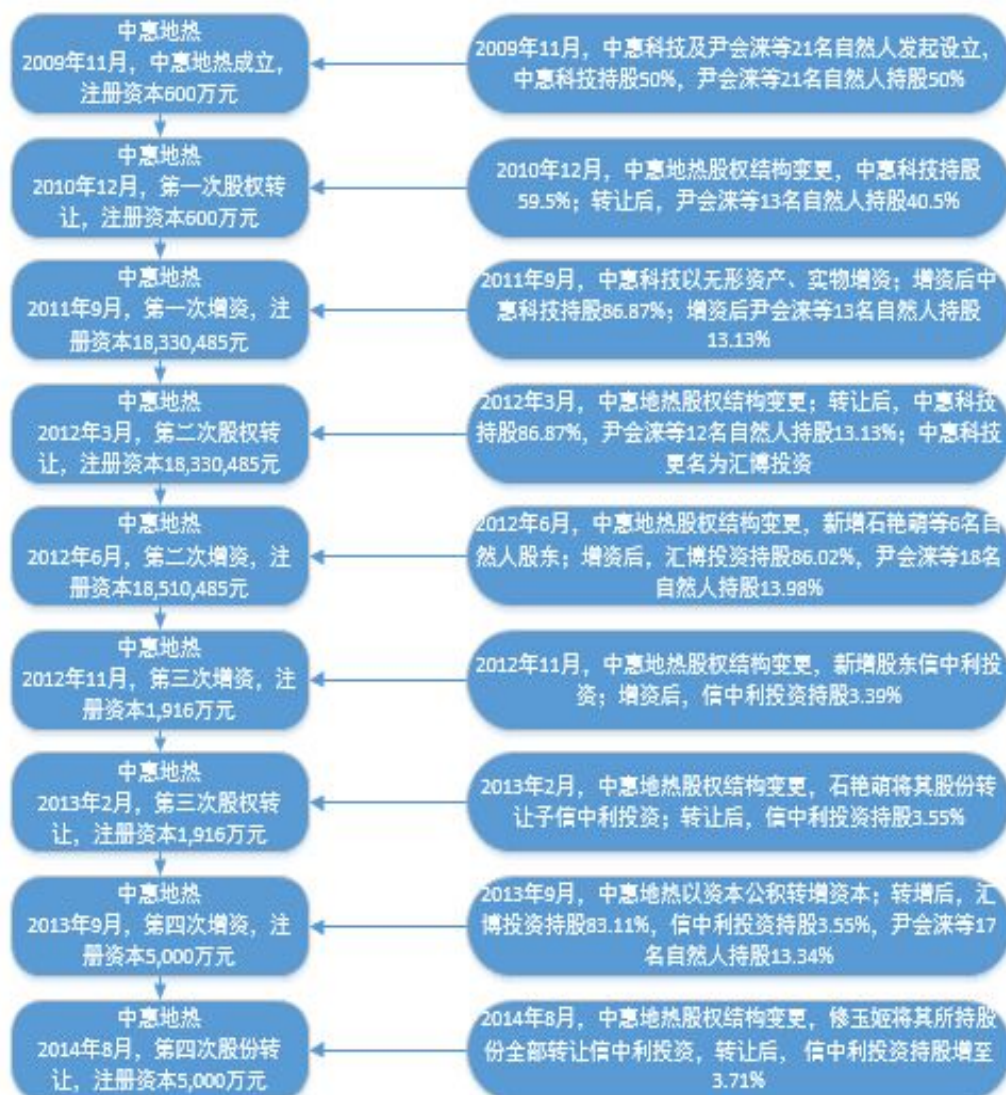 中惠地热
2009年11月，中惠地热成立，
注册资本600万元
2009年11月，中惠科技及尹会涞等21名自然人发起设立，
中惠科技持股50%，尹会涞等21名自然人持股50%
中惠地热
2010年12月，第一次股权转
让，注册资本600万元
2010年12月，中惠地热股权结构变更，中惠科技持股
59.5%；转让后，尹会涞等13名自然人持股40.5%
中惠地热
2011年9月，第一次增资，注
册资本18,330,485元
2011年9月，中惠科技以无形资产、实物增资；增资后中
惠科技持股86.87%；增资后尹会涞等13名自然人持股
13.13%
中惠地热
2012年3月，第二次股权转
让，注册资本18,330,485元
2012年3月，中惠地热股权结构变更；转让后，中惠科技
持股86.87%，尹会涞等12名自然人持股13.13%；中惠科技
更名为汇博投资
中惠地热
2012年6月，第二次增资，注
册资本18,510,485元
2012年6月，中惠地热股权结构变更，新增石艳萌等6名自
然人股东；增资后，汇博投资持股86.02%，尹会涞等18名
自然人持股13.98%
中惠地热
2012年11月，第三次增资，注
册资本1,916万元
2012年11月，中惠地热股权结构变更，新增股东信中利投
资；增资后，信中利投资持股3.39%
中惠地热
2013年2月，第三次股权转
让，注册资本1,916万元
2013年2月，中惠地热股权结构变更，石艳萌将其股份转
让子信中利投资；转让后，信中利投资持股3.55%
中惠地热
2013年9月，第四次增资，注
册资本5,000万元
2013年9月，中惠地热以资本公积转增资本；转增后，汇
博投资持股83.11%，信中利投资持股3.55%，尹会涞等17
名自然人持股13.34%
中惠地热
2014年8月，第四次股份转
让，注册资本5,000万元
2014年8月，中惠地热股权结构变更，修玉姬将其所持股
份全部转让信中利投资，转让后， 信中利投资持股增至
3.71%